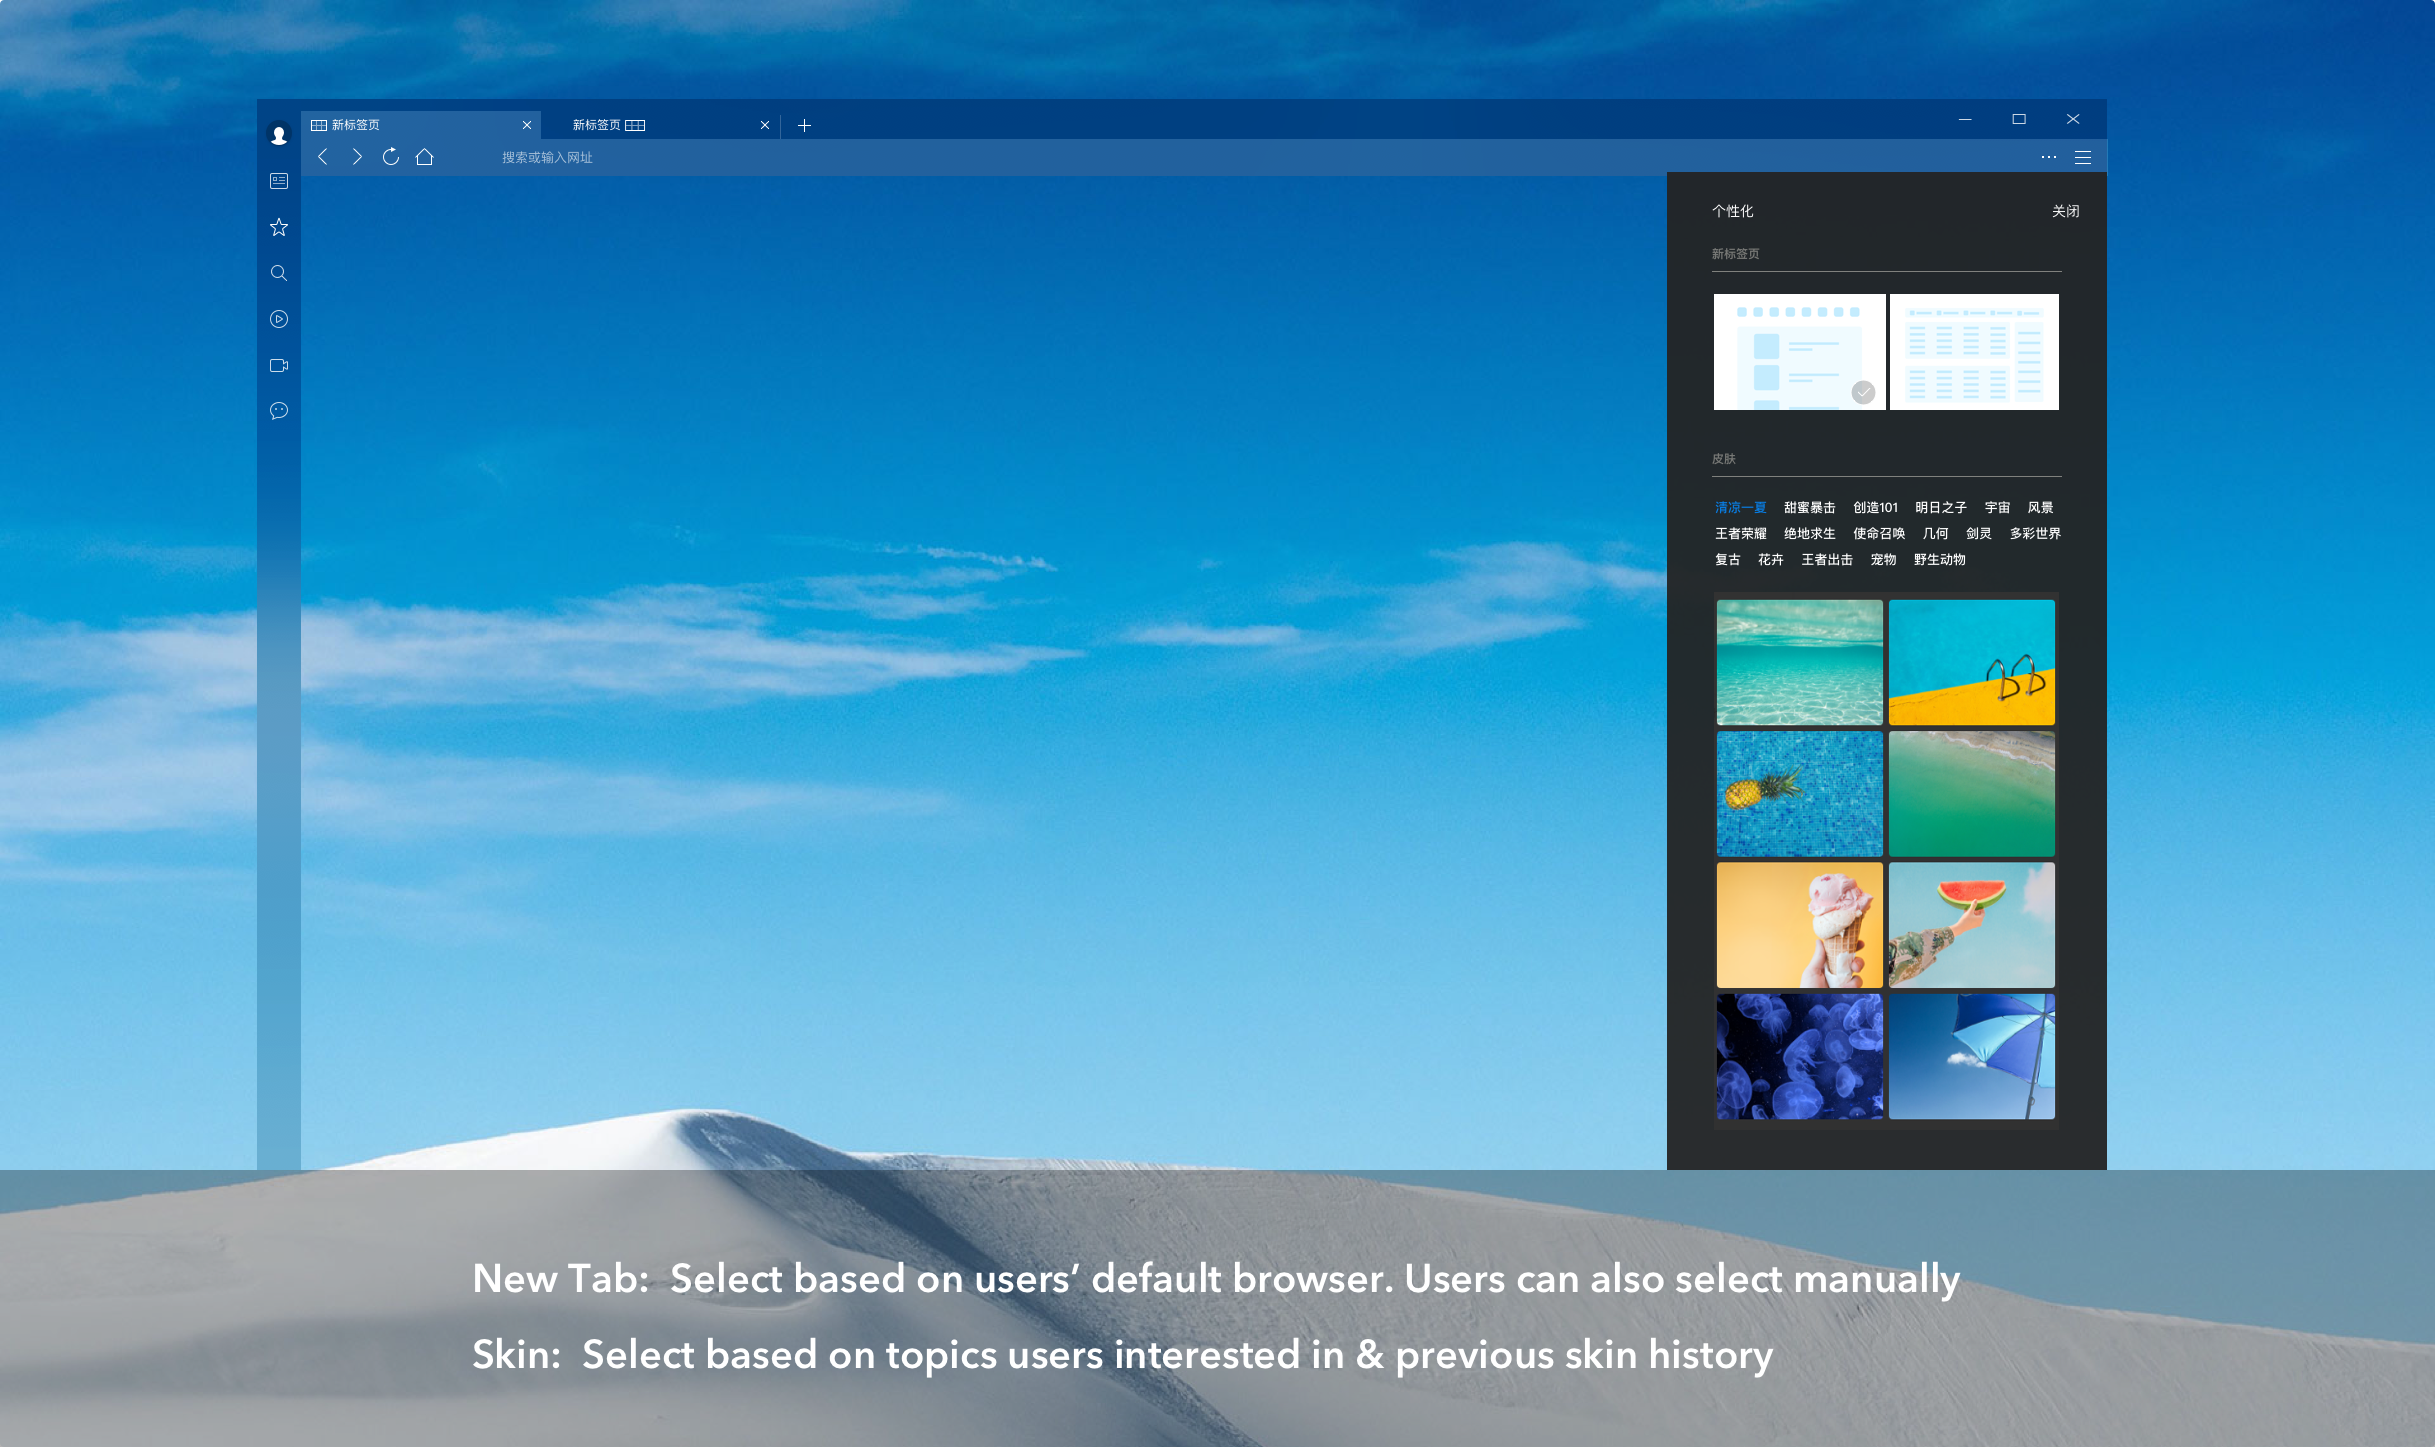 新标签页
新标签页
搜索或输入网址
个性化 关闭
新标签页
皮肤
清凉一夏 甜蜜暴击 创造101 明日之子 宇宙 风景
王者荣耀 绝地求生 使命召唤 几何 剑灵 多彩世界
复古 花卉 王者出击 宠物 野生动物
New Tab: Select based on users’ default browser. Users can also select manually
Skin: Select based on topics users interested in & previous skin history